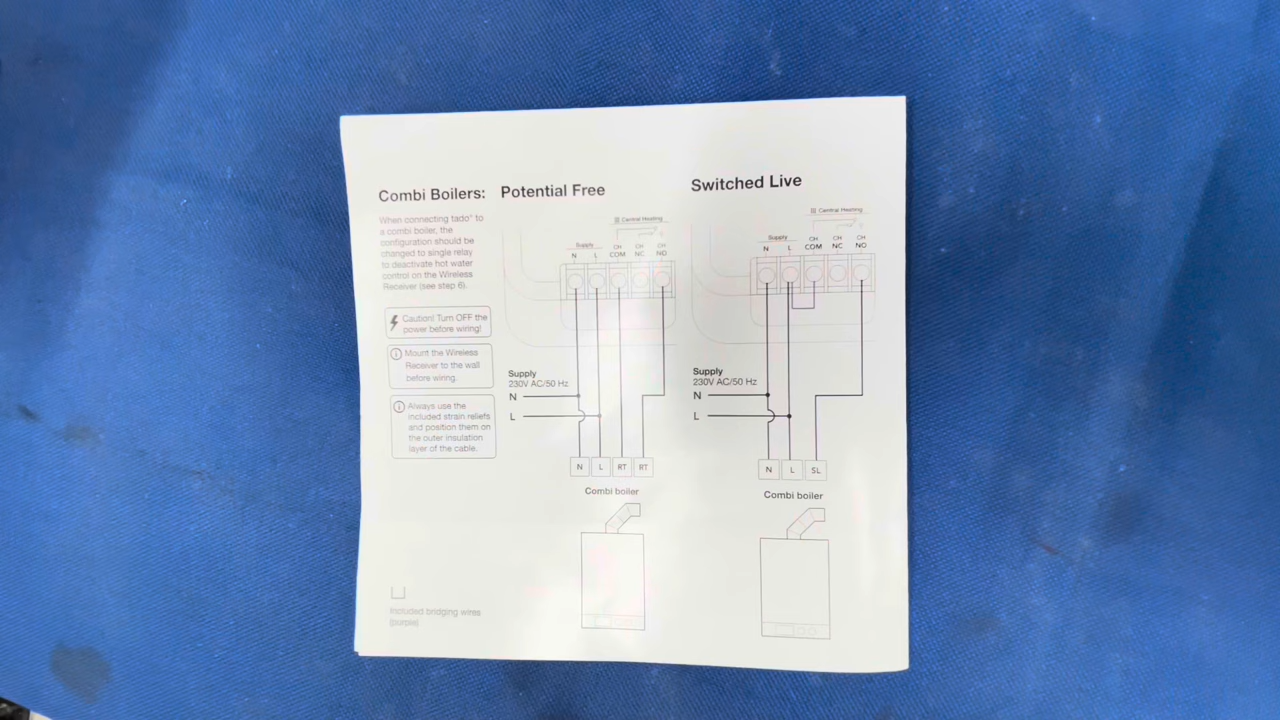 Combi Boilers:
When connecting tado° to
a combi boiler, the
configuration should be
changed to single relay
to deactivate hot water
control on the Wireless
Receiver (see step 6).
Caution! Turn OFF the
power before wiring!
Mount the Wireless
Receiver to the wall
before wiring.
Always use the
included strain reliefs
and position them on
the outer insulation
layer of the cable.
Included bridging wires
(purple)
Potential Free
Central Heating
Supply
CH CH CH
N L COM NC NO
Supply
230V AC/50 Hz
N
L
N L RT RT
Combi boiler
Switched Live
Central Heating
Supply
CH CH CH
N L COM NC NO
Supply
230V AC/50 Hz
N
L
N L SL
Combi boiler